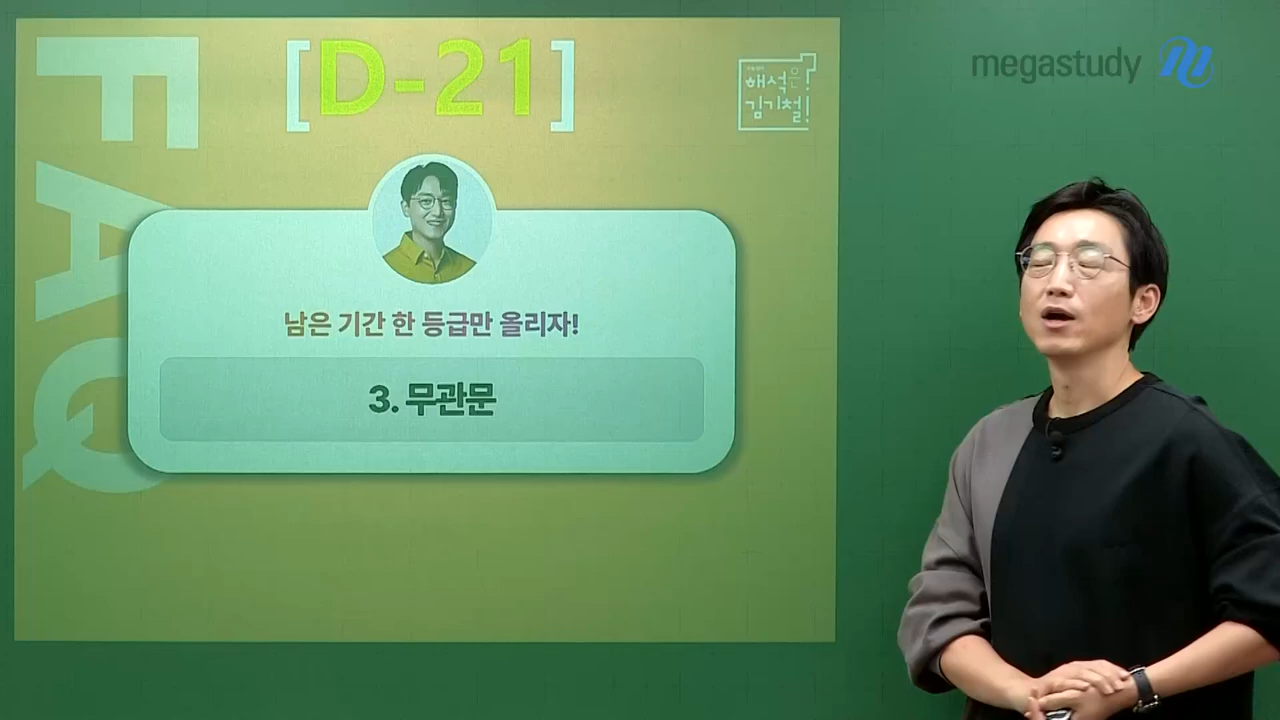 FAQ
[D-21]
해석은?
김기철!
megastudy
남은 기간 한 등급만 올리자!
3. 무관문